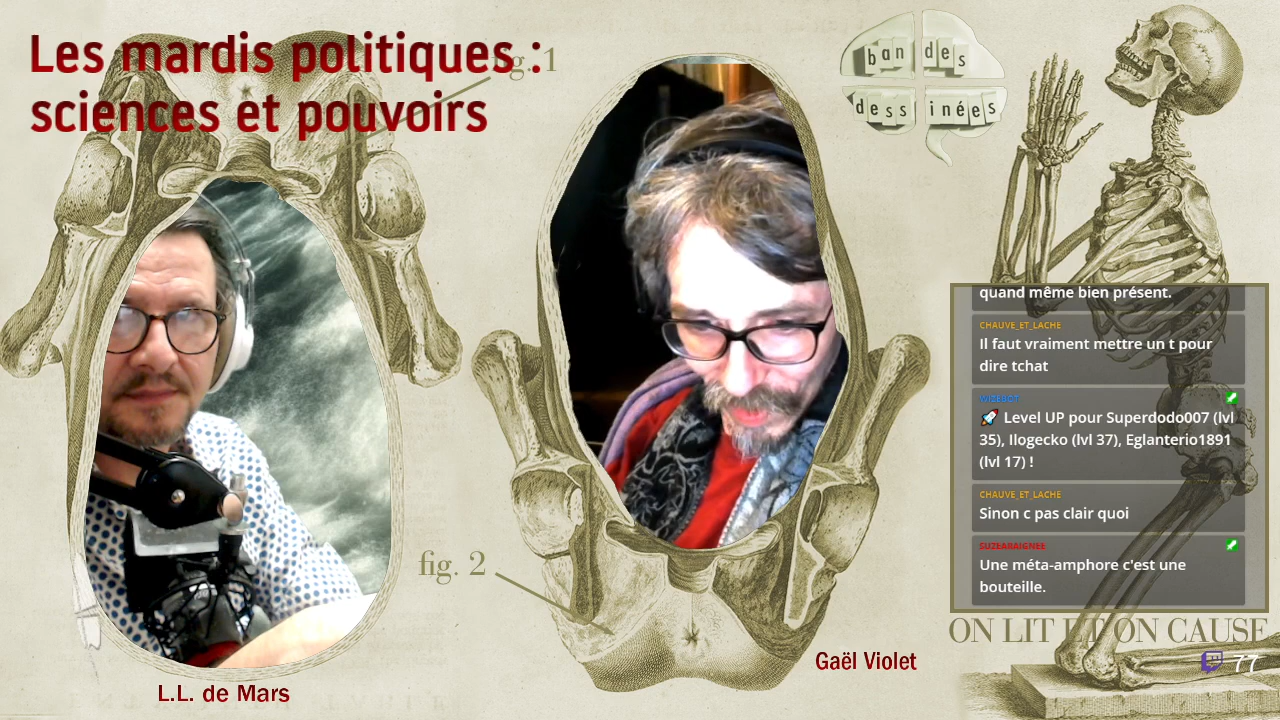 Les mardis politiques :
sciences et pouvoirs
fig. 1
ban des
dessinées
quand même bien présent.
CHAUVE_ET_LACHE
Il faut vraiment mettre un t pour
dire tchat
🚀 Level UP pour Superdodo007 (lvl
35), Ilogecko (lvl 37), Eglanterio1891
(lvl 17) !
CHAUVE_ET_LACHE
Sinon c pas clair quoi
SUZEARAIGNEE
Une méta-amphore c'est une
bouteille.
fig. 2
ON LIT ET ON CAUSE
77
Gaël Violet
L.L. de Mars